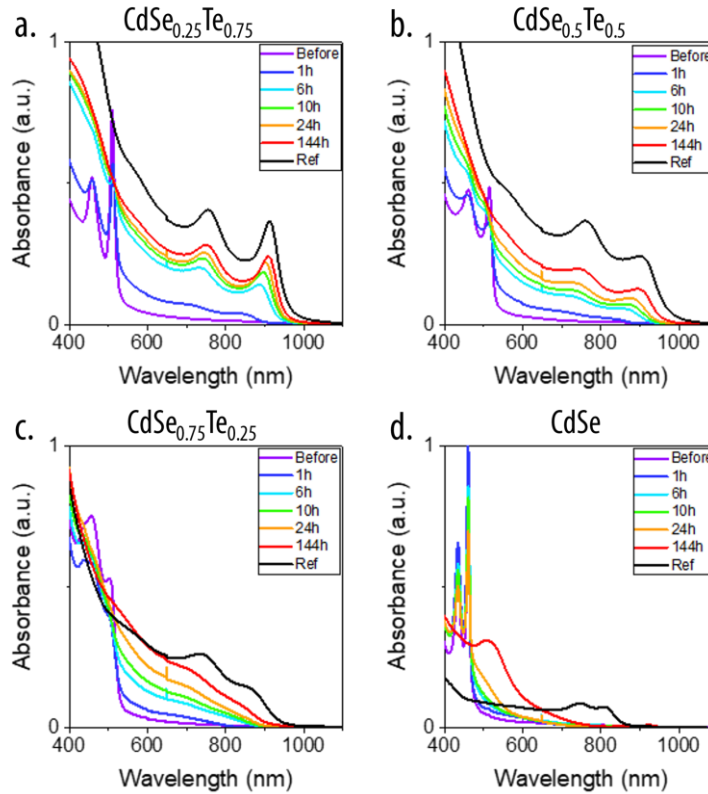 a. CdSe0.25Te0.75
1
Absorbance (a.u.)
0
400 600 800 1000
Wavelength (nm)
Before
1h
6h
10h
24h
144h
Ref
b. CdSe0.5Te0.5
1
Absorbance (a.u.)
0
400 600 800 1000
Wavelength (nm)
Before
1h
6h
10h
24h
144h
Ref
c. CdSe0.75Te0.25
1
Absorbance (a.u.)
0
400 600 800 1000
Wavelength (nm)
Before
1h
6h
10h
24h
144h
Ref
d. CdSe
1
Absorbance (a.u.)
0
400 600 800 1000
Wavelength (nm)
Before
1h
6h
10h
24h
144h
Ref